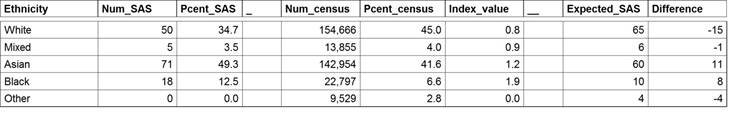 Ethnicity Num_SAS Pcent_SAS _ Num_census Pcent_census Index_value __ Expected_SAS Difference
White 50 34.7 154,666 45.0 0.8 65 -15
Mixed 5 3.5 13,855 4.0 0.9 6 -1
Asian 71 49.3 142,954 41.6 1.2 60 11
Black 18 12.5 22,797 6.6 1.9 10 8
Other 0 0.0 9,529 2.8 0.0 4 -4